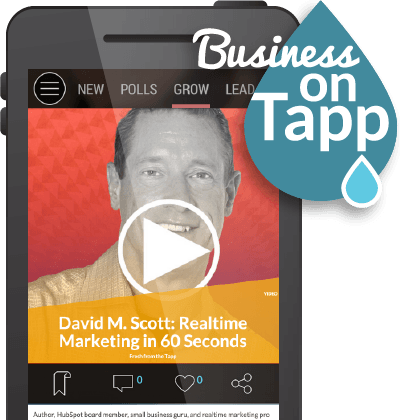 Business
on
Tapp
NEW POLLS GROW LEAD
David M. Scott: Realtime
Marketing in 60 Seconds
Fresh from the Tapp
0 0
Author, HubSpot board member, small business guru, and realtime marketing pro